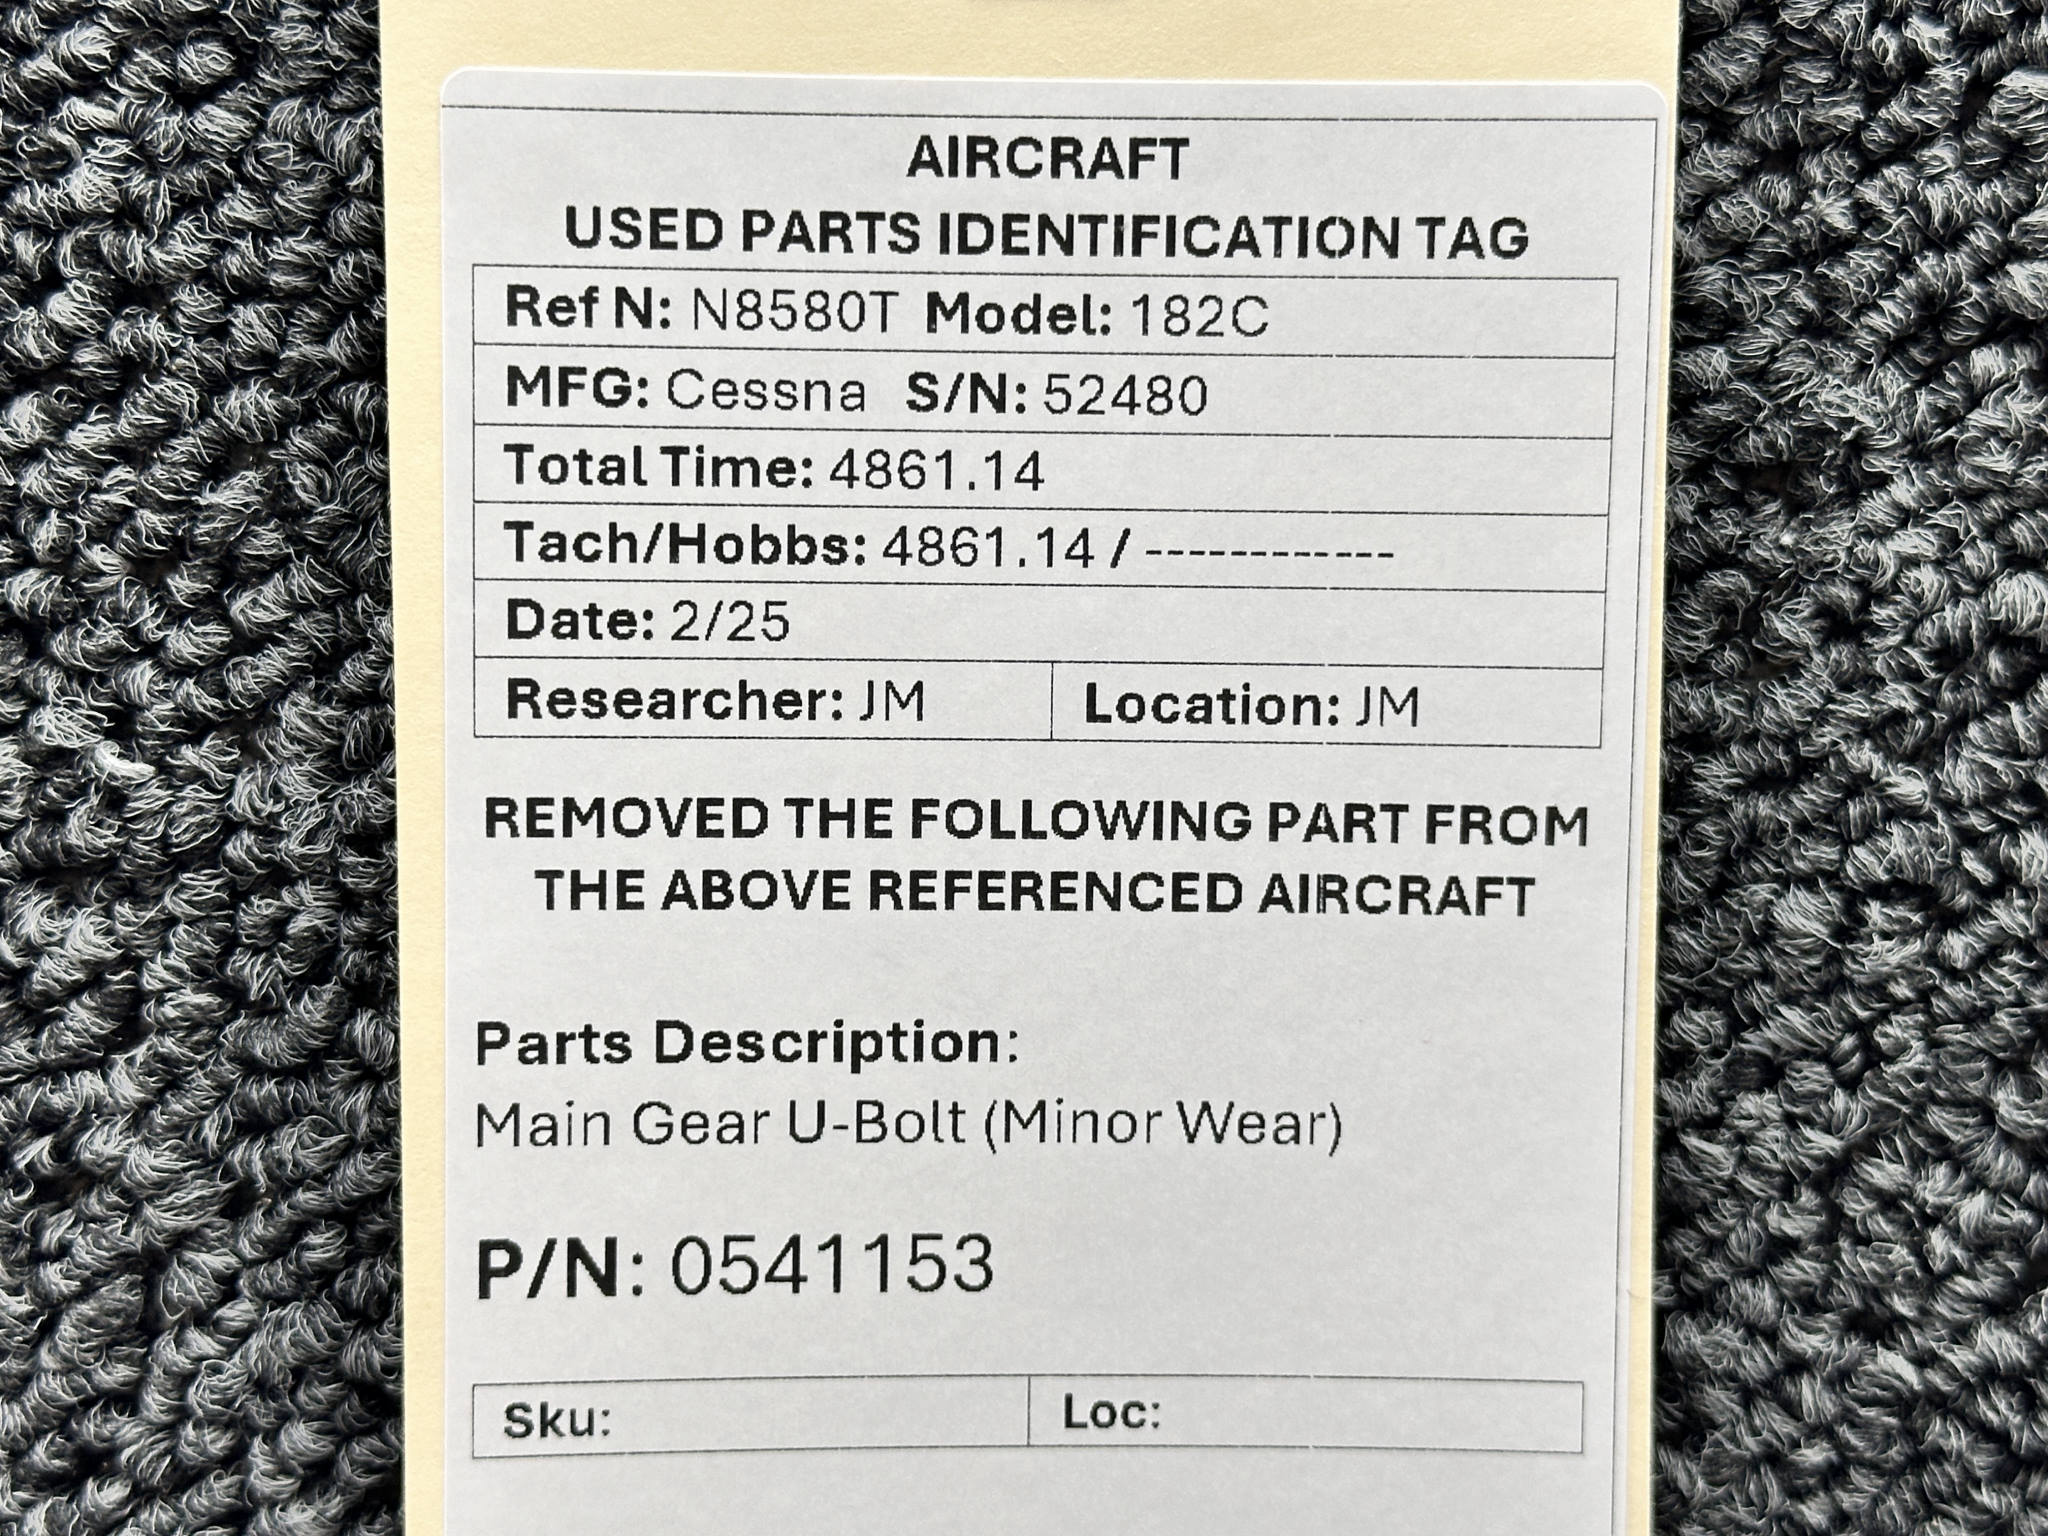 AIRCRAFT
USED PARTS IDENTIFICATION TAG
Ref N: N8580T Model: 182C
MFG: Cessna S/N: 52480
Total Time: 4861.14
Tach/Hobbs: 4861.14 / ------------
Date: 2/25
Researcher: JM Location: JM
REMOVED THE FOLLOWING PART FROM
THE ABOVE REFERENCED AIRCRAFT
Parts Description:
Main Gear U-Bolt (Minor Wear)
P/N: 0541153
Sku: Loc: